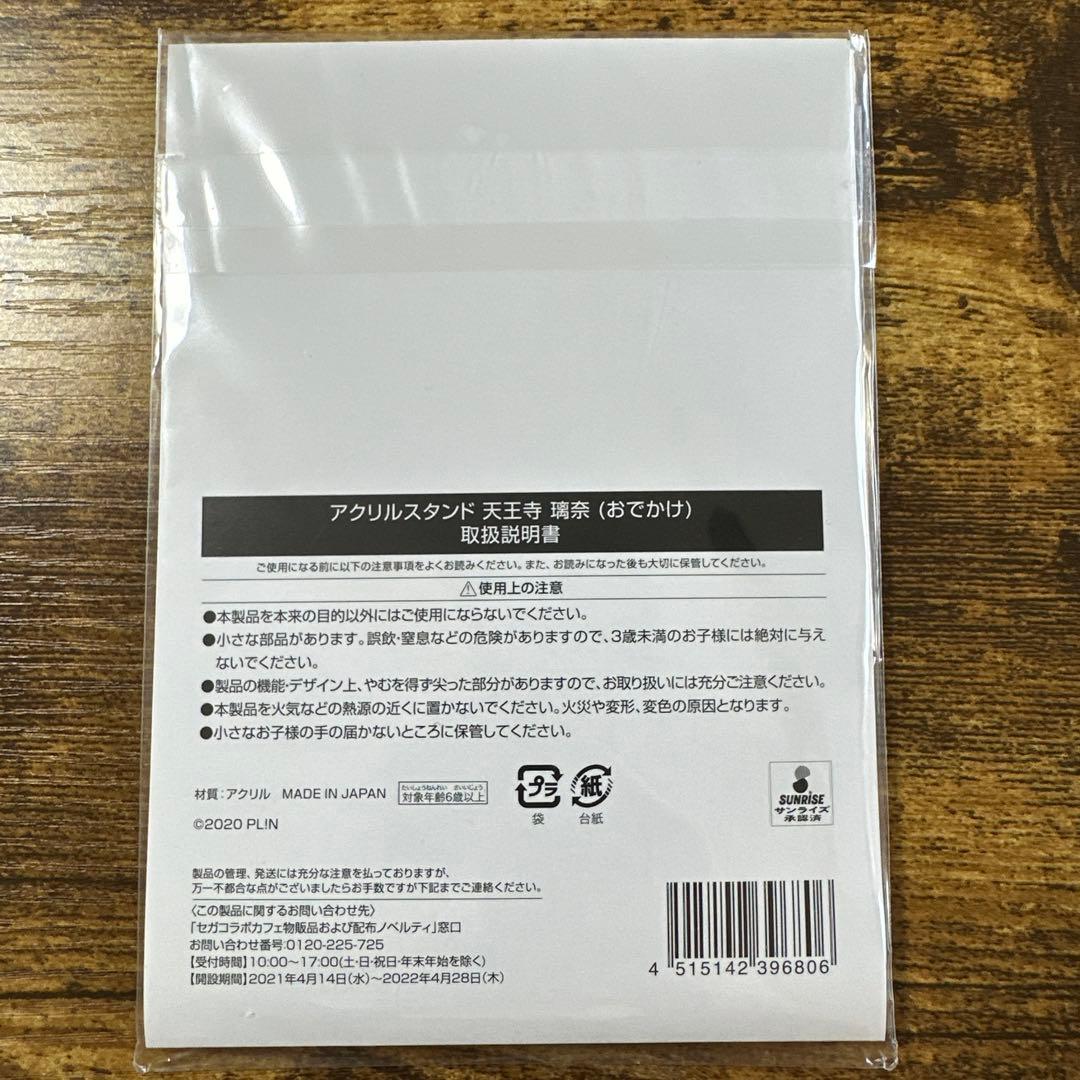 アクリルスタンド 天王寺 璃奈 (おでかけ)
取扱説明書
ご使用になる前に以下の注意事項をよくお読みください。また、お読みになった後も大切に保管してください。
⚠使用上の注意
●本製品を本来の目的以外にはご使用にならないでください。
●小さな部品があります。誤飲・窒息などの危険がありますので、3歳未満のお子様には絶対に与え
ないでください。
●製品の機能・デザイン上、やむを得ず尖った部分がありますので、お取り扱いには充分ご注意ください。
●本製品を火気などの熱源の近くに置かないでください。火災や変形、変色の原因となります。
●小さなお子様の手の届かないところに保管してください。
材質：アクリル MADE IN JAPAN
たいしょうねんれい さいいじょう
対象年齢6歳以上
プラ
袋
紙
台紙
SUNRISE
サンライズ
承認済
©2020 PL!N
製品の管理、発送には充分な注意を払っておりますが、
万一不都合な点がございましたらお手数ですが下記までご連絡ください。
〈この製品に関するお問い合わせ先〉
「セガコラボカフェ物販品および配布ノベルティ」窓口
お問い合わせ番号:0120-225-725
【受付時間】10:00〜17:00(土・日・祝日・年末年始を除く)
【開設期間】2021年4月14日(水)〜2022年4月28日(木)
4 515142 396806